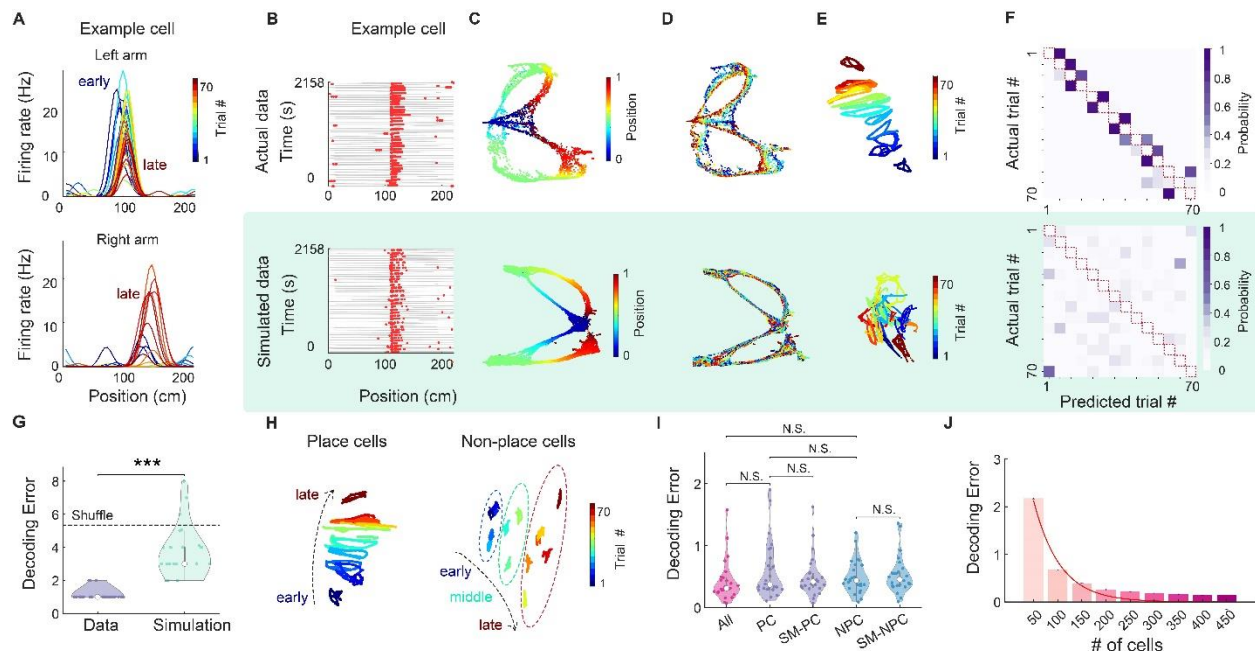 A
Example cell
Left arm
early
late
Firing rate (Hz)
20
10
0
0
100
200
70
Trial #
1
Right arm
late
Firing rate (Hz)
20
10
0
0
100
200
Position (cm)
B
Example cell
Actual data
Time (s)
2158
0
Simulated data
Time (s)
2158
0
0
100
200
Position (cm)
C
1
Position
0
1
Position
0
D
E
70
Trial #
1
70
Trial #
1
F
Actual trial #
1
70
1
70
1
0.8
0.6
0.4
0.2
0
Probability
Actual trial #
1
70
1
70
Predicted trial #
1
0.8
0.6
0.4
0.2
0
Probability
G
***
Decoding Error
8
6
4
2
0
Shuffle
Data
Simulation
H
Place cells
late
early
Non-place cells
early
middle
late
70
Trial #
1
I
N.S.
N.S.
N.S.
N.S.
N.S.
Decoding Error
2
1
0
All
PC
SM-PC
NPC
SM-NPC
J
Decoding Error
3
2
1
0
50
100
150
200
250
300
350
400
450
# of cells